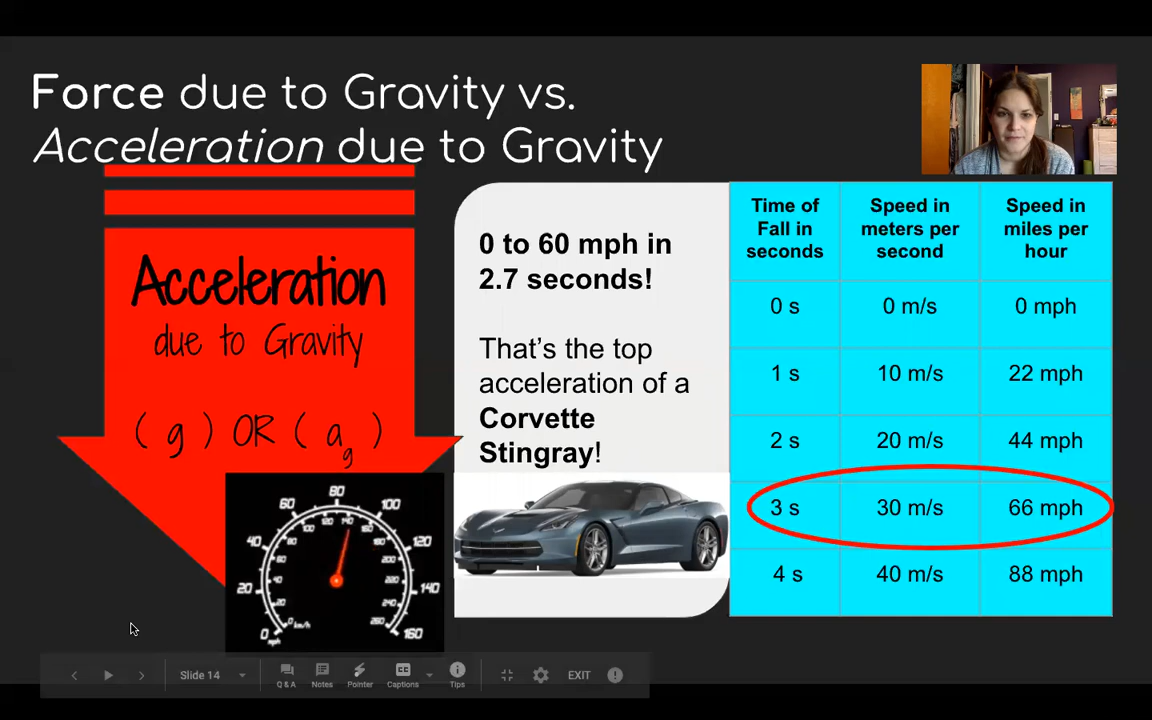 Force due to Gravity vs.
Acceleration due to Gravity
Acceleration
due to Gravity
( g ) OR ( ag )
0 to 60 mph in
2.7 seconds!
That's the top
acceleration of a
Corvette
Stingray!
Time of Fall in seconds
Speed in meters per second
Speed in miles per hour
0 s 0 m/s 0 mph
1 s 10 m/s 22 mph
2 s 20 m/s 44 mph
3 s 30 m/s 66 mph
4 s 40 m/s 88 mph
0 20 40 60 80 100 120 140 160
mph
km/h
Slide 14
Q & A
Notes
Pointer
CC
Captions
Tips
EXIT